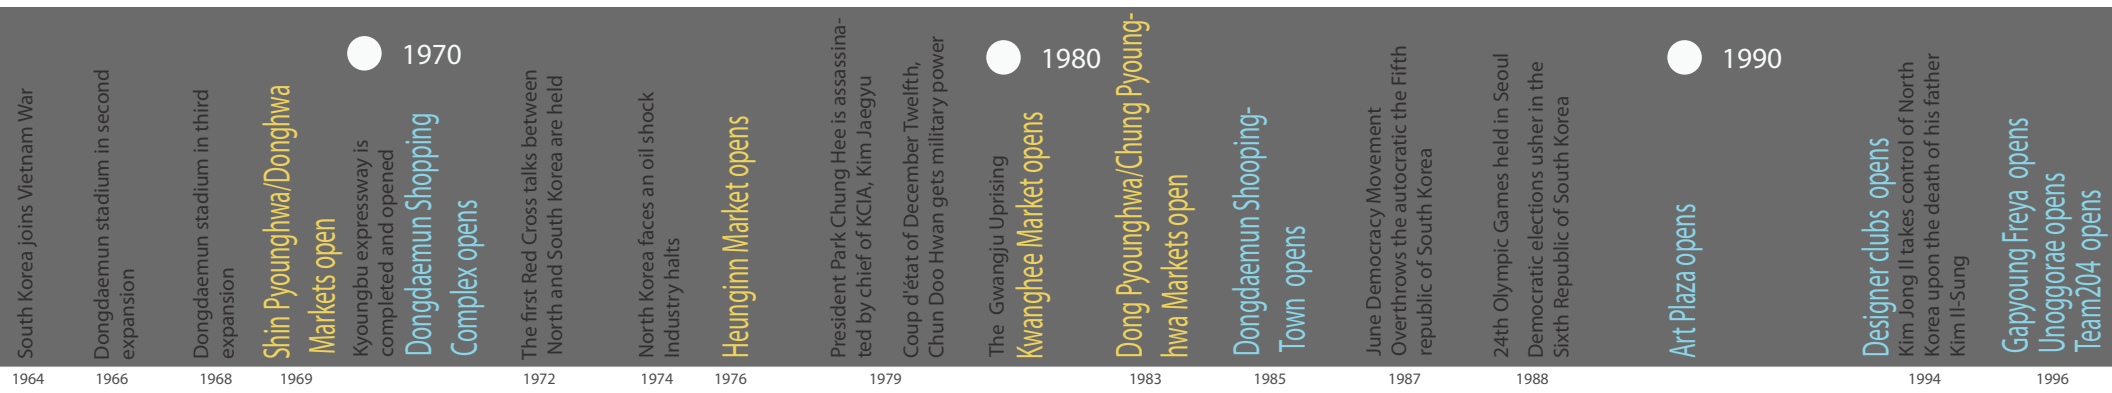 1970
1980
1990
South Korea joins Vietnam War
Dongdaemun stadium in second
expansion
Dongdaemun stadium in third
expansion
Shin Pyounghwa/Donghwa
Markets open
Kyoungbu expressway is
completed and opened
Dongdaemun Shopping
Complex opens
The first Red Cross talks between
North and South Korea are held
North Korea faces an oil shock
Industry halts
Heunginn Market opens
President Park Chung Hee is assassina-
ted by chief of KCIA, Kim Jaegyu
Coup d'état of December Twelfth,
Chun Doo Hwan gets military power
The Gwangju Uprising
Kwanghee Market opens
Dong Pyounghwa/Chung Pyoung-
hwa Markets open
Dongdaemun Shooping-
Town opens
June Democracy Movement
Overthrows the autocratic the Fifth
republic of South Korea
24th Olympic Games held in Seoul
Democratic elections usher in the
Sixth Republic of South Korea
Art Plaza opens
Designer clubs opens
Kim Jong Il takes control of North
Korea upon the death of his father
Kim Il-Sung
Gapyoung Freya opens
Unoggorae opens
Team204 opens
1964
1966
1968
1969
1972
1974
1976
1979
1983
1985
1987
1988
1994
1996